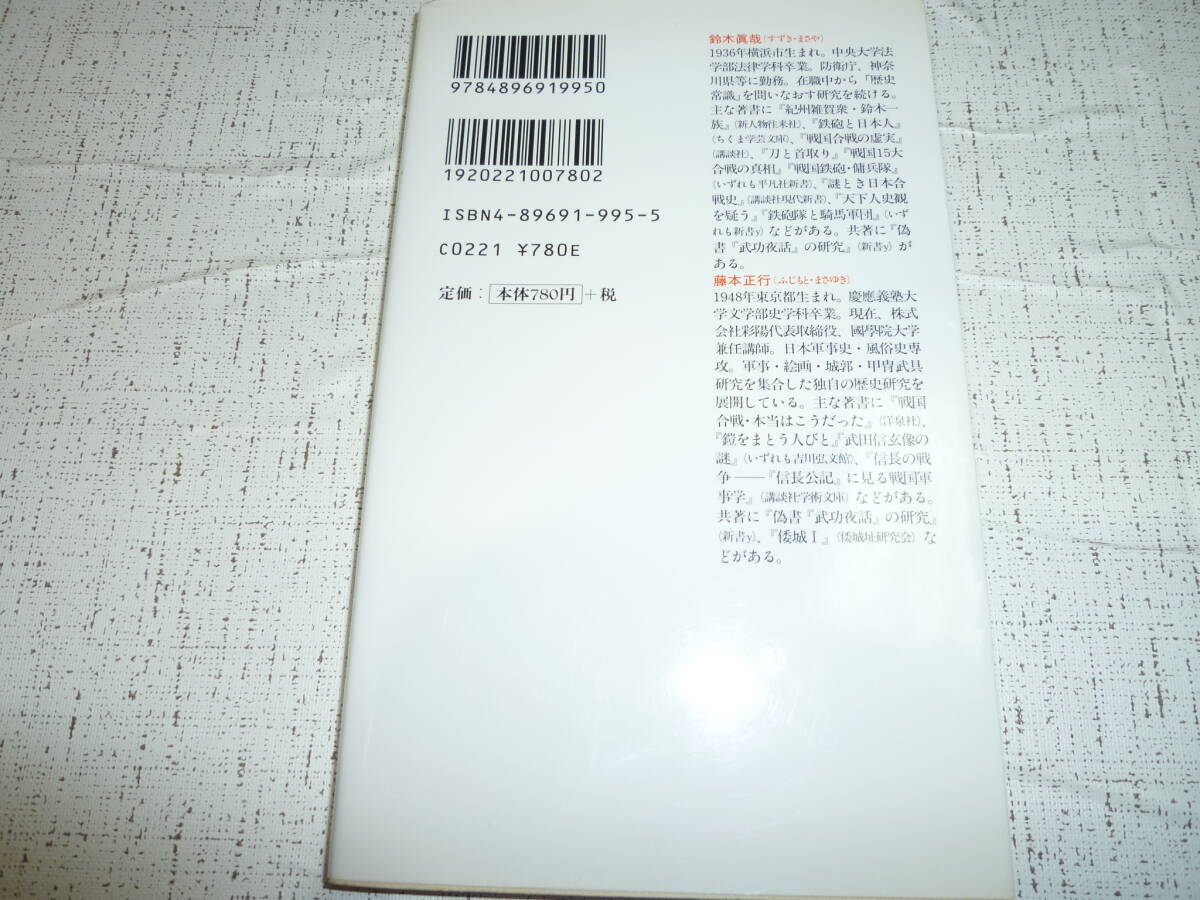 9784896919950
1920221007802
ISBN4-89691-995-5
C0221 ¥780E
定価：本体780円+税
鈴木眞哉（すずき・まさや）
1936年横浜市生まれ。中央大学法
学部法律学科卒業。防衛庁、神奈
川県等に勤務。在職中から「歴史
常識」を問いなおす研究を続ける。
主な著書に『紀州雑賀衆・鈴木一
族』（新人物往来社）、『鉄砲と日本人』
（ちくま学芸文庫）、『戦国合戦の虚実』
（講談社）、『刀と首取り』『戦国15大
合戦の真相』『戦国鉄砲・傭兵隊』
（いずれも平凡社新書）、『謎とき日本合
戦史』（講談社現代新書）、『天下人史観
を疑う』『鉄砲隊と騎馬軍団』（いず
れも新書y）などがある。共著に『偽
書『武功夜話』の研究』（新書y）が
ある。
藤本正行（ふじもと・まさゆき）
1948年東京都生まれ。慶應義塾大
学文学部史学科卒業。現在、株式
会社彩陽代表取締役、國學院大学
兼任講師。日本軍事史・風俗史専
攻。軍事・絵画・城郭・甲冑武具
研究を集合した独自の歴史研究を
展開している。主な著書に『戦国
合戦・本当はこうだった』（洋泉社）、
『鎧をまとう人びと』『武田信玄像の
謎』（いずれも吉川弘文館）、『信長の戦
争――『信長公記』に見る戦国軍
事学』（講談社学術文庫）などがある。
共著に『偽書『武功夜話』の研究』
（新書y）、『倭城Ⅰ』（倭城址研究会）な
どがある。